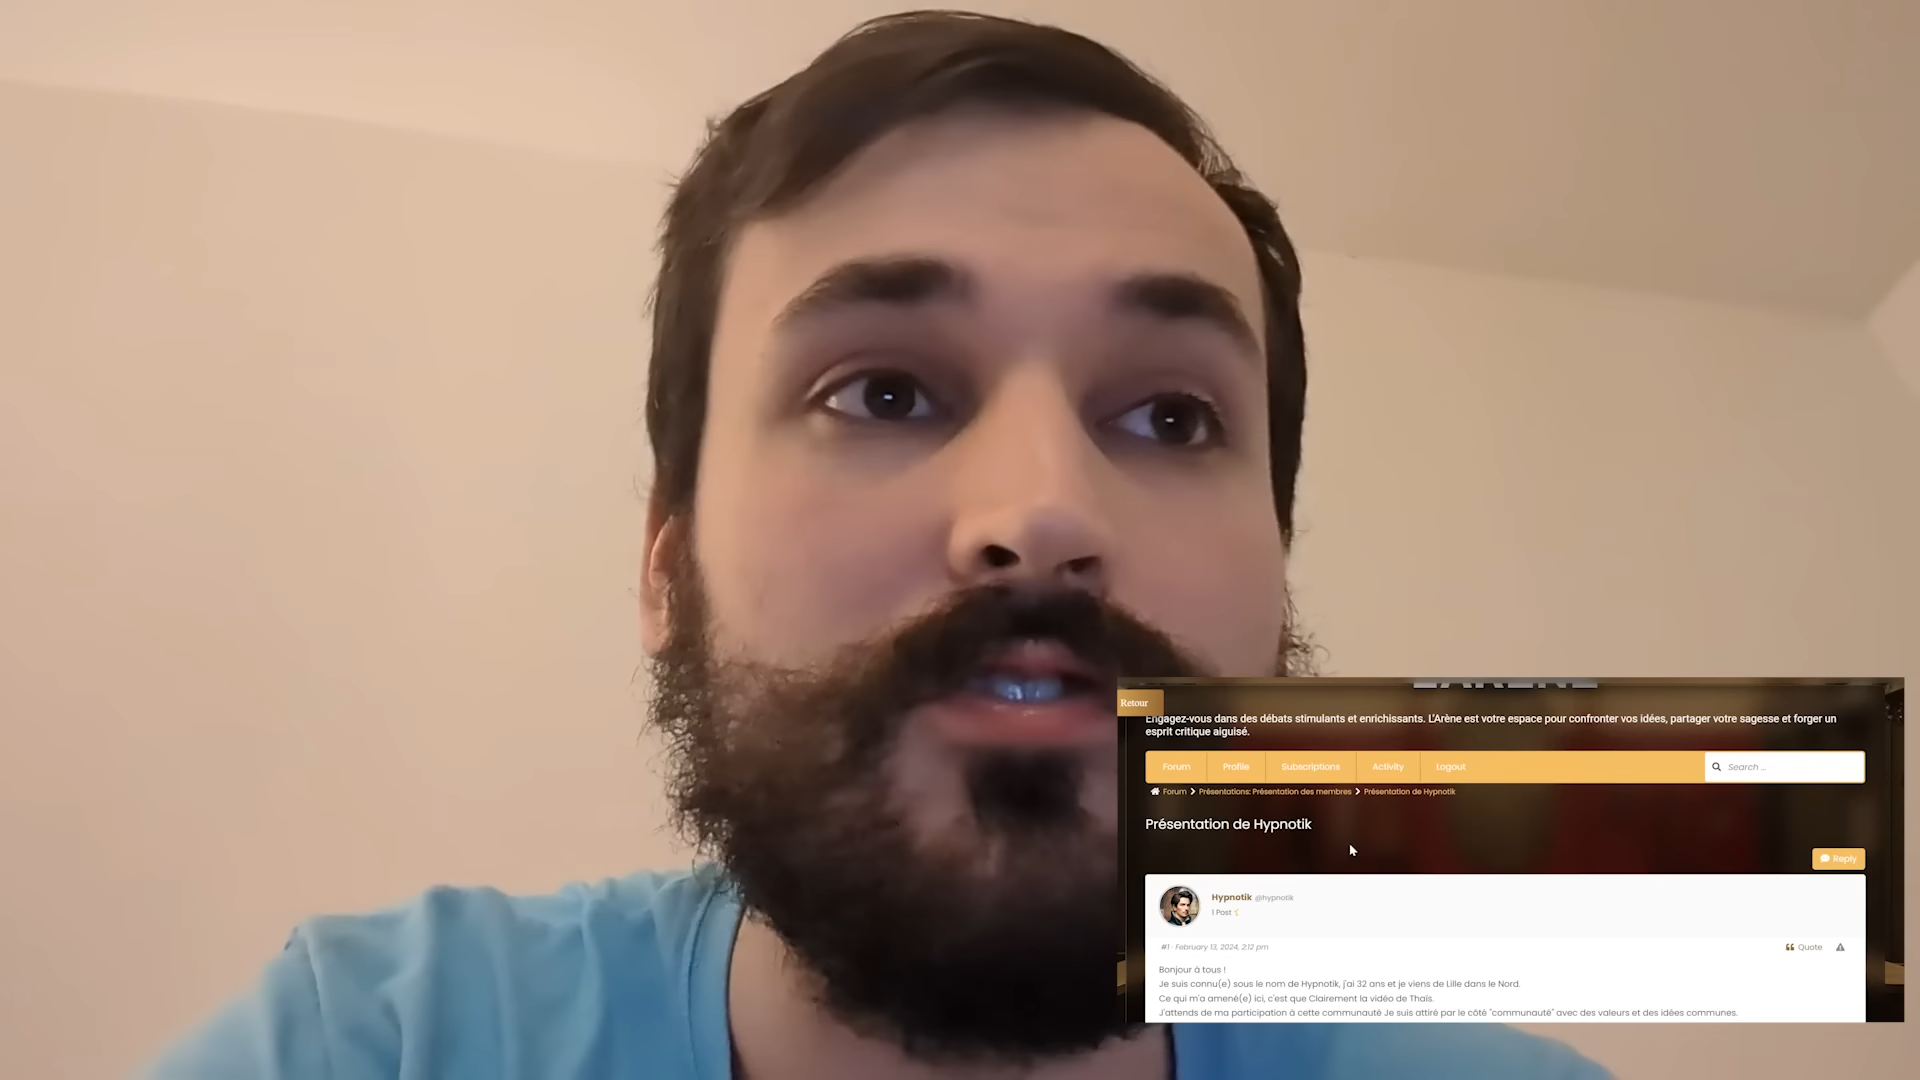 L'ARÈNE
Retour
Engagez-vous dans des débats stimulants et enrichissants. L'Arène est votre espace pour confronter vos idées, partager votre sagesse et forger un
esprit critique aiguisé.
Forum Profile Subscriptions Activity Logout Search ...
Forum Présentations: Présentation des membres Présentation de Hypnotik
Présentation de Hypnotik
Reply
Hypnotik @hypnotik
1 Post
#1 · February 13, 2024, 2:12 pm Quote
Bonjour à tous !
Je suis connu(e) sous le nom de Hypnotik, j'ai 32 ans et je viens de Lille dans le Nord.
Ce qui m'a amené(e) ici, c'est que Clairement la vidéo de Thaïs.
J'attends de ma participation à cette communauté Je suis attiré par le côté "communauté" avec des valeurs et des idées communes.